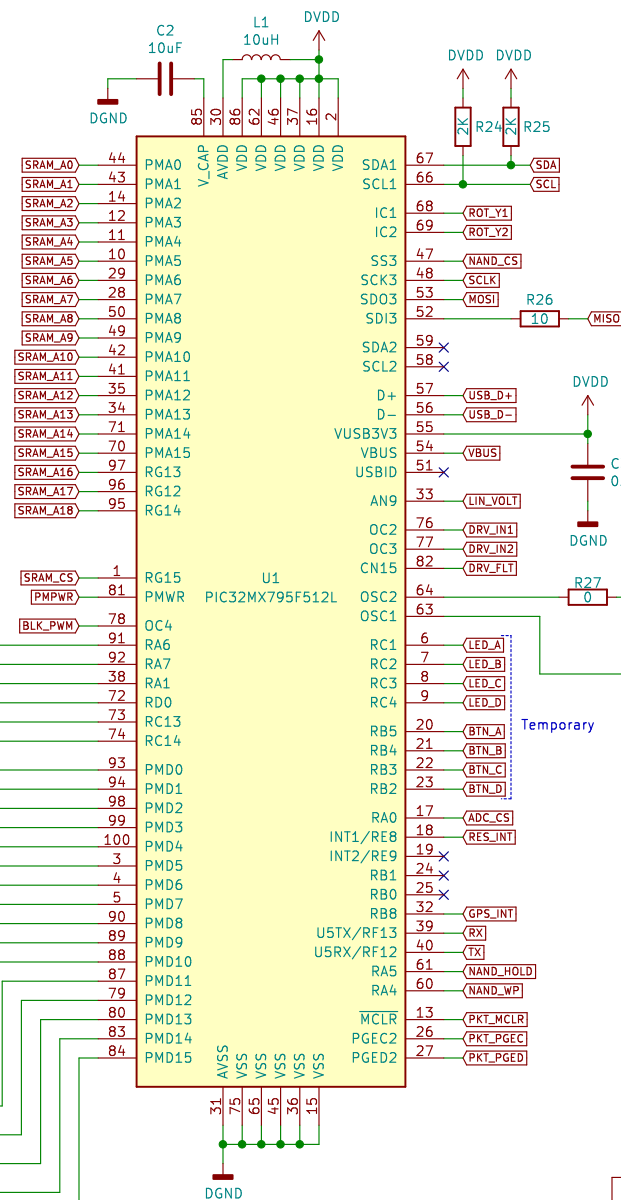 C2
10uF
L1
10uH
DVDD
DGND
DVDD
DVDD
2K
R24
2K
R25
85
30
86
62
46
37
16
2
V_CAP
AVDD
VDD
VDD
VDD
VDD
VDD
VDD
SRAM_A0 44 PMA0
SRAM_A1 43 PMA1
SRAM_A2 14 PMA2
SRAM_A3 12 PMA3
SRAM_A4 11 PMA4
SRAM_A5 10 PMA5
SRAM_A6 29 PMA6
SRAM_A7 28 PMA7
SRAM_A8 50 PMA8
SRAM_A9 49 PMA9
SRAM_A10 42 PMA10
SRAM_A11 41 PMA11
SRAM_A12 35 PMA12
SRAM_A13 34 PMA13
SRAM_A14 71 PMA14
SRAM_A15 70 PMA15
SRAM_A16 97 RG13
SRAM_A17 96 RG12
SRAM_A18 95 RG14
SRAM_CS 1 RG15
PMPWR 81 PMWR
BLK_PWM 78 OC4
91 RA6
92 RA7
38 RA1
72 RD0
73 RC13
74 RC14
93 PMD0
94 PMD1
98 PMD2
99 PMD3
100 PMD4
3 PMD5
4 PMD6
5 PMD7
90 PMD8
89 PMD9
88 PMD10
87 PMD11
79 PMD12
80 PMD13
83 PMD14
84 PMD15
U1
PIC32MX795F512L
SDA1 67 SDA
SCL1 66 SCL
IC1 68 ROT_Y1
IC2 69 ROT_Y2
SS3 47 NAND_CS
SCK3 48 SCLK
SDO3 53 MOSI
SDI3 52
R26
10
MISO
SDA2 59
SCL2 58
D+ 57 USB_D+
D- 56 USB_D-
VUSB3V3 55
VBUS 54 VBUS
USBID 51
DVDD
C
0.
DGND
AN9 33 LIN_VOLT
OC2 76 DRV_IN1
OC3 77 DRV_IN2
CN15 82 DRV_FLT
OSC2 64
R27
0
OSC1 63
RC1 6 LED_A
RC2 7 LED_B
RC3 8 LED_C
RC4 9 LED_D
Temporary
RB5 20 BTN_A
RB4 21 BTN_B
RB3 22 BTN_C
RB2 23 BTN_D
RA0 17 ADC_CS
INT1/RE8 18 RES_INT
INT2/RE9 19
RB1 24
RB0 25
RB8 32 GPS_INT
U5TX/RF13 39 RX
U5RX/RF12 40 TX
RA5 61 NAND_HOLD
RA4 60 NAND_WP
MCLR 13 PKT_MCLR
PGEC2 26 PKT_PGEC
PGED2 27 PKT_PGED
AVSS
VSS
VSS
VSS
VSS
VSS
31
75
65
45
36
15
DGND